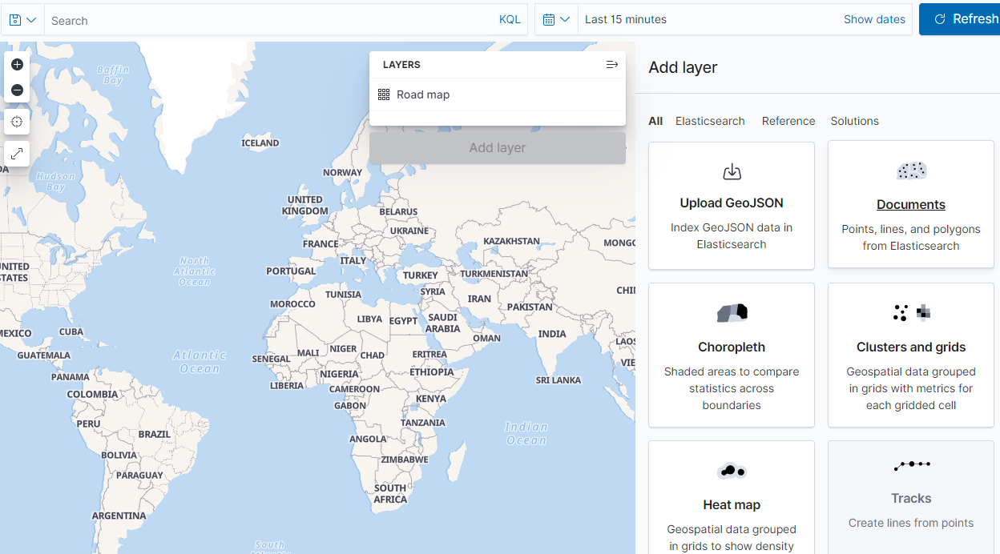 Search
KQL
Last 15 minutes
Show dates
Refresh
LAYERS
Road map
Add layer
Baffin
Bay
Hudson
Bay
ICELAND
NORWAY
UNITED
KINGDOM
BELARUS
UKRAINE
FRANCE
KAZAKHSTAN
MONGO
North
Atlantic
Ocean
NITED
TATES
ITALY
PORTUGAL
TURKEY
TURKMENISTAN
SYRIA
CHI
TUNISIA
IRAN
MOROCCO
PAKISTAN
LIBYA
EGYPT
SAUDI
ARABIA
MEXICO
CUBA
INDIA
OMAN
LAOS
GUATEMALA
Atlantic
Ocean
SENEGAL
MALI
NIGER
CHAD
ERITREA
VIE
PANAMA
NIGERIA
ETHIOPIA
SRI LANKA
LIBERIA
CAMEROON
COLOMBIA
GABON
KENYA
PERU
TANZANIA
BRAZIL
Indian
Ocean
ANGOLA
BOLIVIA
ZIMBABWE
PARAGUAY
SOUTH
AFRICA
ARGENTINA
South
Add layer
All
Elasticsearch
Reference
Solutions
Upload GeoJSON
Index GeoJSON data in
Elasticsearch
Documents
Points, lines, and polygons
from Elasticsearch
Choropleth
Shaded areas to compare
statistics across
boundaries
Clusters and grids
Geospatial data grouped
in grids with metrics for
each gridded cell
Heat map
Geospatial data grouped
in grids to show density
Tracks
Create lines from points